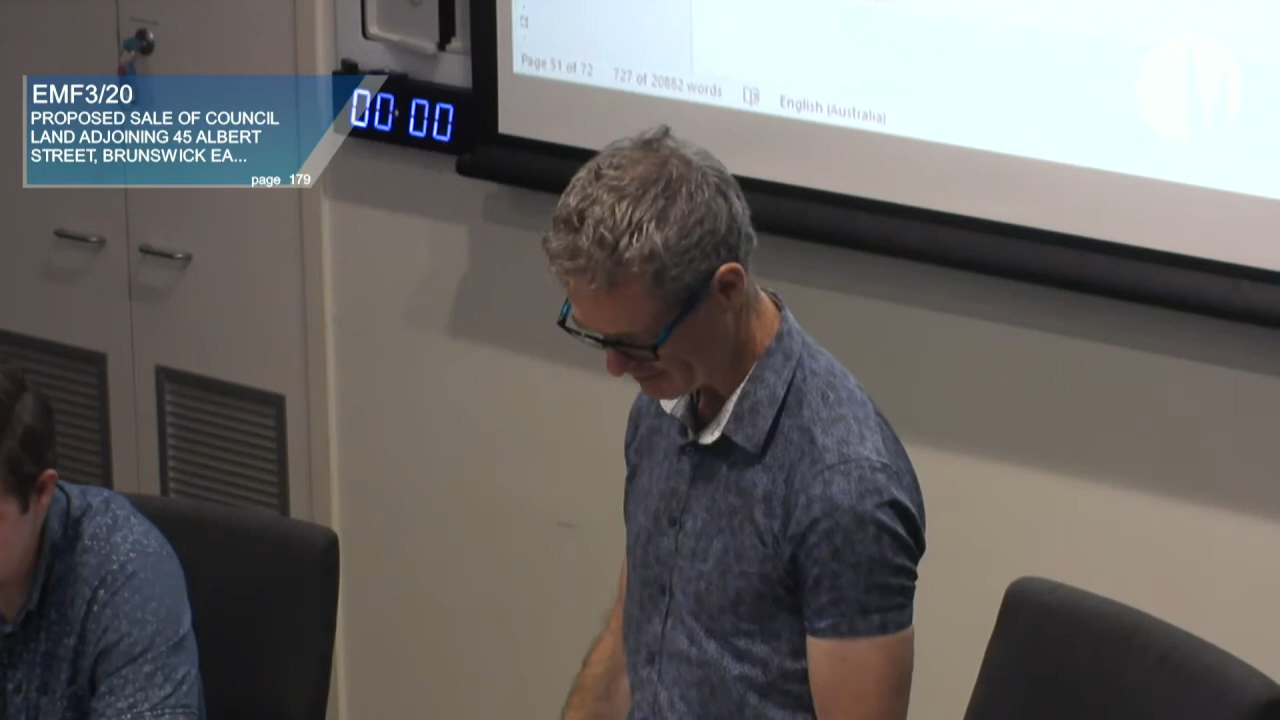 EMF3/20
PROPOSED SALE OF COUNCIL
LAND ADJOINING 45 ALBERT
STREET, BRUNSWICK EA...
page 179
00:00
Page 51 of 72 727 of 20882 words English (Australia)